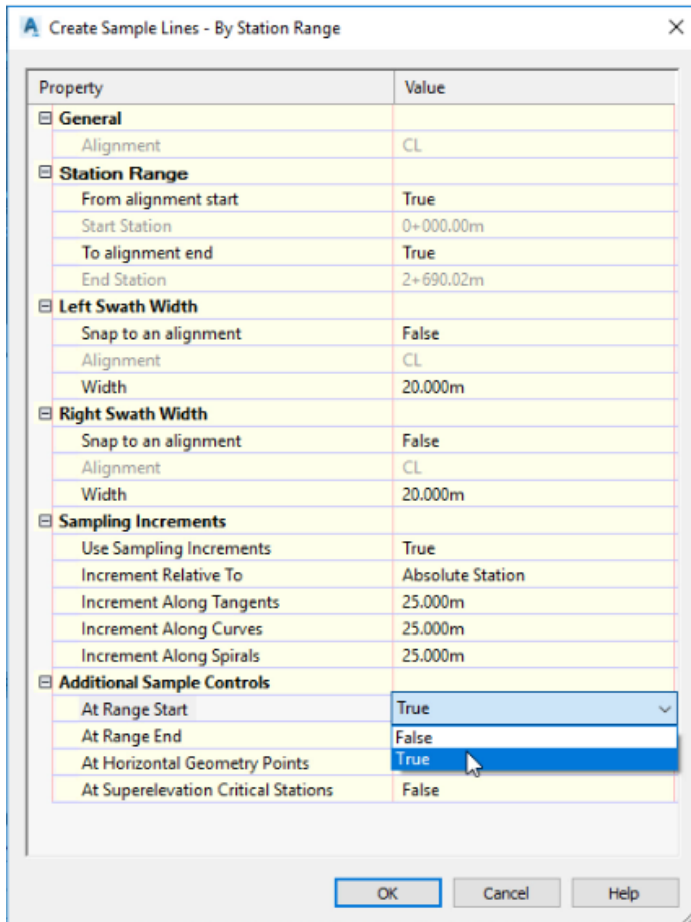 Create Sample Lines - By Station Range
Property Value
General
Alignment CL
Station Range
From alignment start True
Start Station 0+000.00m
To alignment end True
End Station 2+690.02m
Left Swath Width
Snap to an alignment False
Alignment CL
Width 20.000m
Right Swath Width
Snap to an alignment False
Alignment CL
Width 20.000m
Sampling Increments
Use Sampling Increments True
Increment Relative To Absolute Station
Increment Along Tangents 25.000m
Increment Along Curves 25.000m
Increment Along Spirals 25.000m
Additional Sample Controls
At Range Start True
At Range End False
At Horizontal Geometry Points True
At Superelevation Critical Stations False
OK Cancel Help